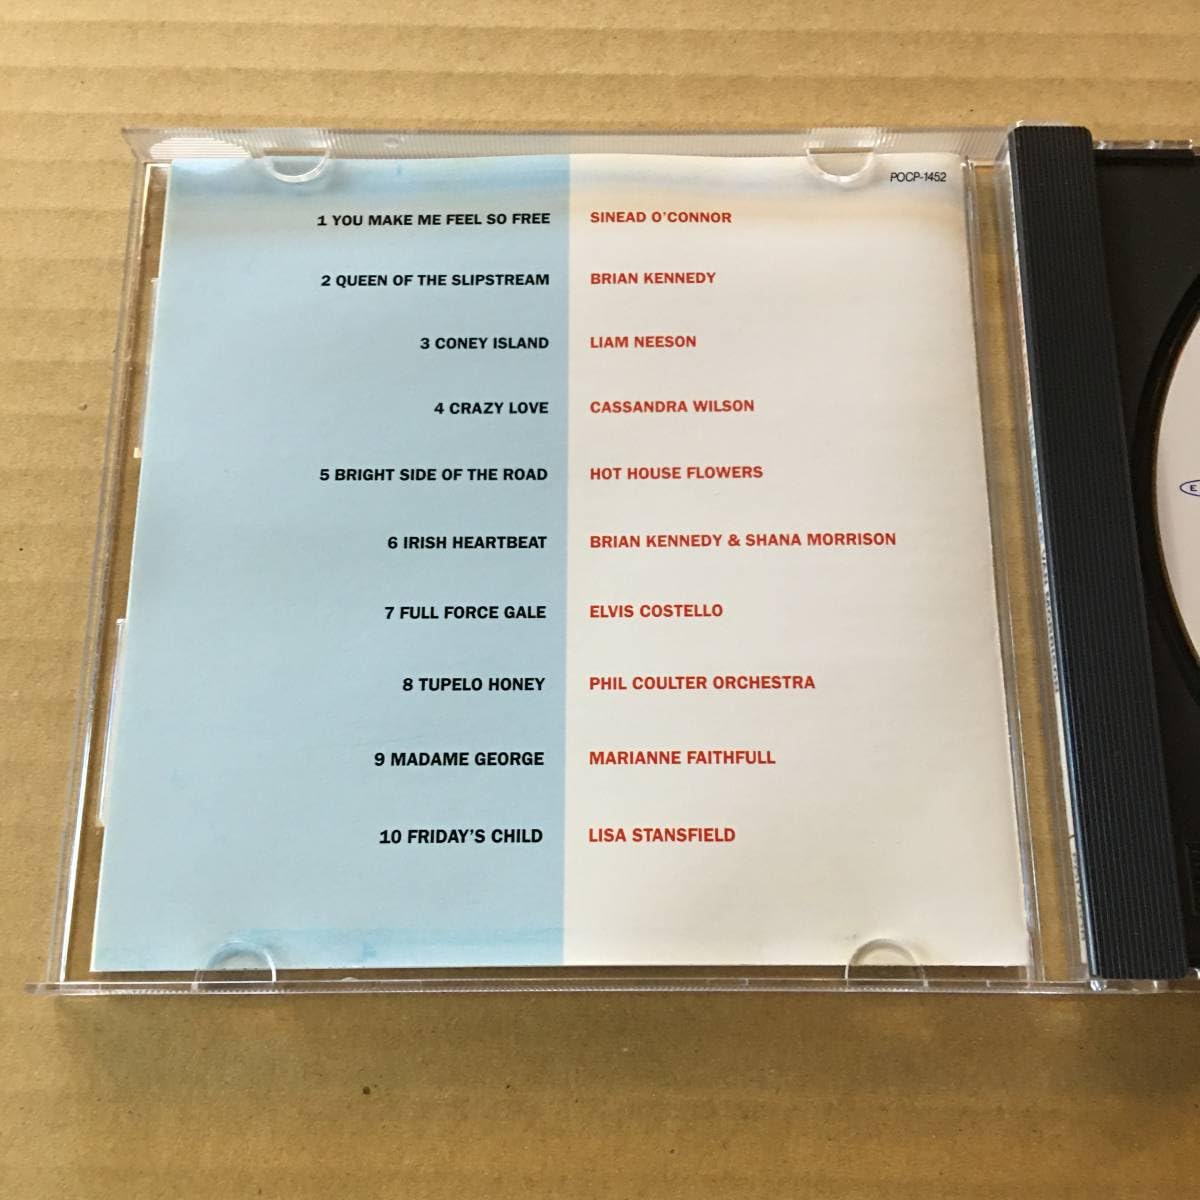 POCP-1452
1 YOU MAKE ME FEEL SO FREE SINEAD O'CONNOR
2 QUEEN OF THE SLIPSTREAM BRIAN KENNEDY
3 CONEY ISLAND LIAM NEESON
4 CRAZY LOVE CASSANDRA WILSON
5 BRIGHT SIDE OF THE ROAD HOT HOUSE FLOWERS
6 IRISH HEARTBEAT BRIAN KENNEDY & SHANA MORRISON
7 FULL FORCE GALE ELVIS COSTELLO
8 TUPELO HONEY PHIL COULTER ORCHESTRA
9 MADAME GEORGE MARIANNE FAITHFULL
10 FRIDAY'S CHILD LISA STANSFIELD